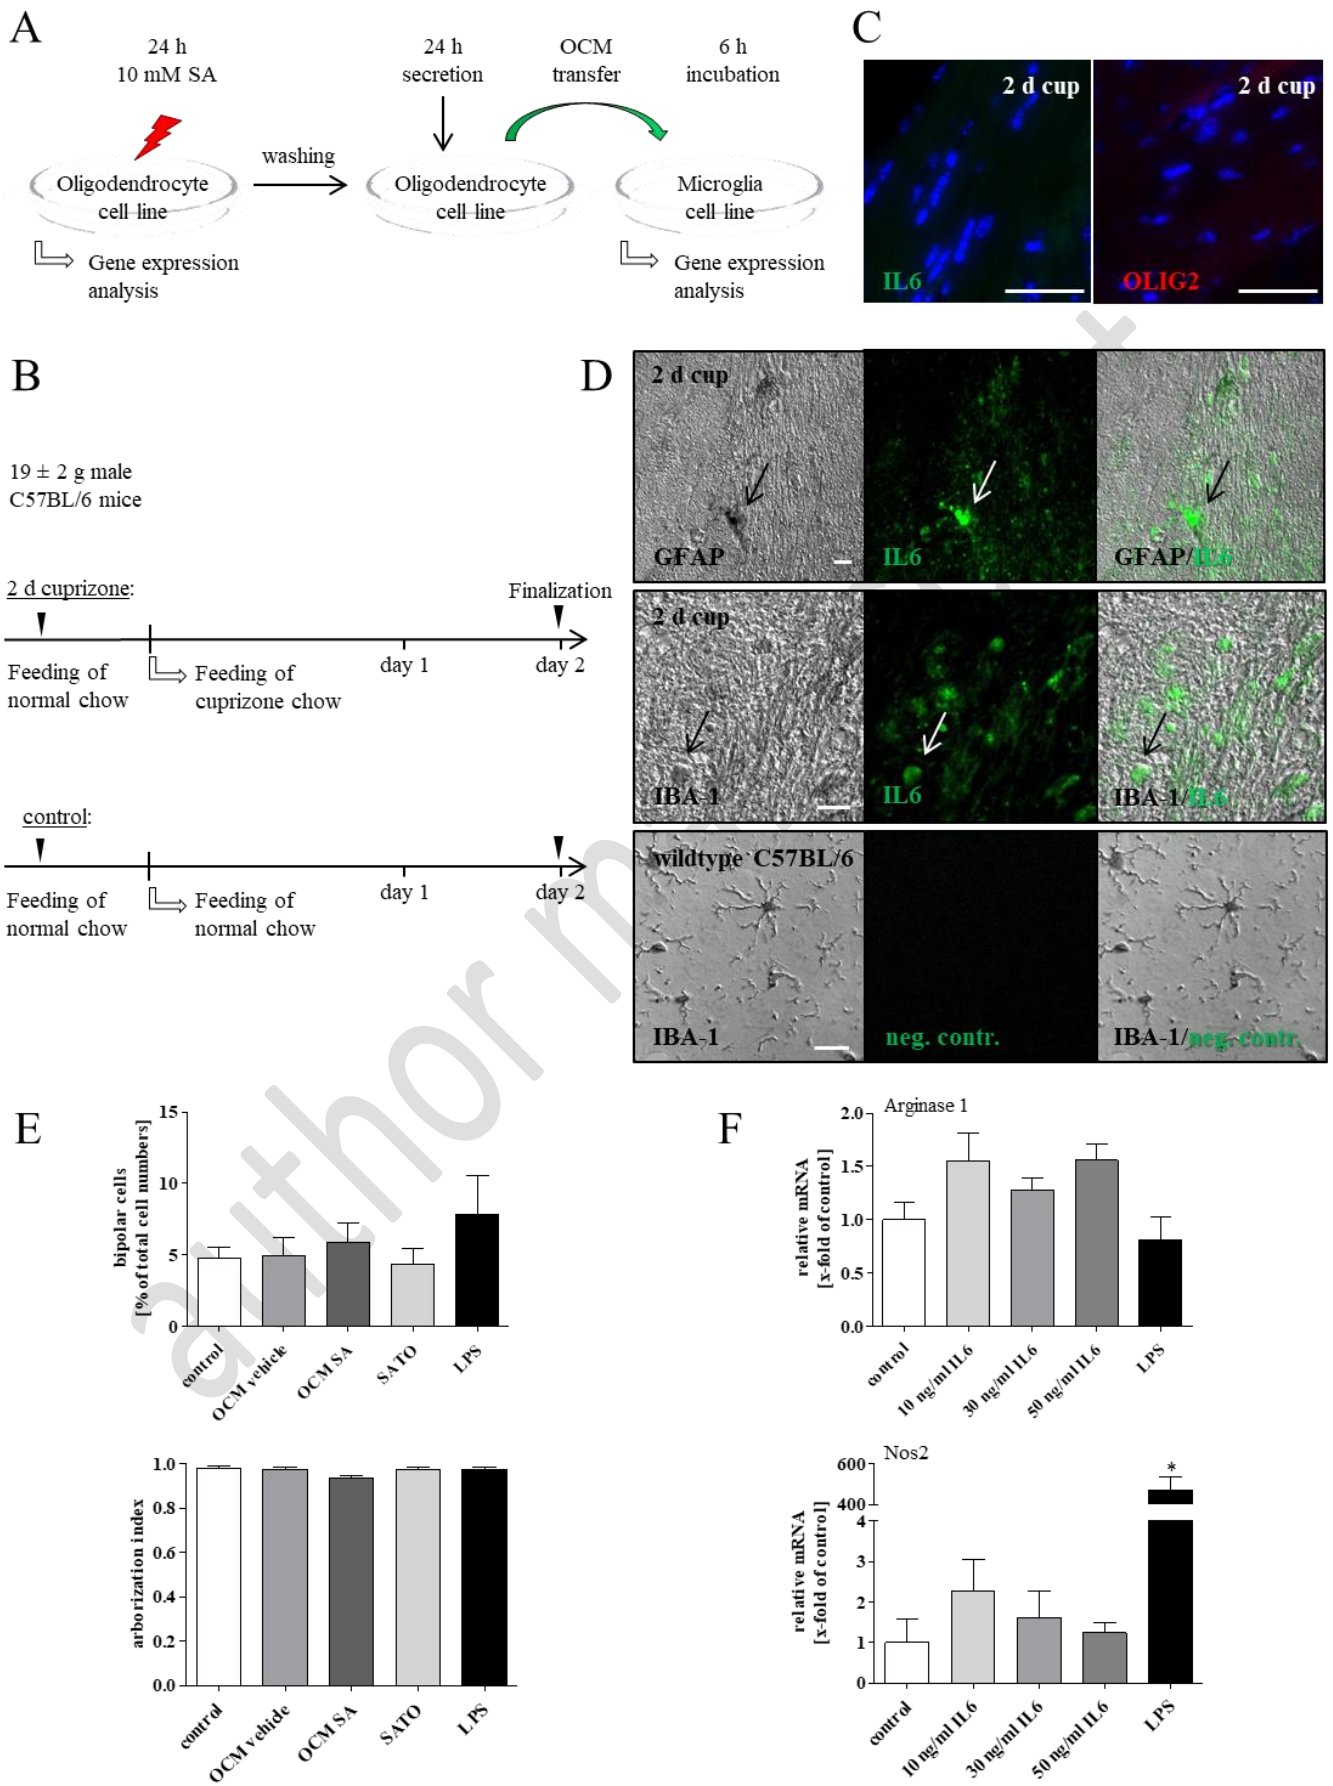 A
24 h
10 mM SA
24 h
secretion
OCM
transfer
6 h
incubation
washing
Oligodendrocyte
cell line
Oligodendrocyte
cell line
Microglia
cell line
Gene expression
analysis
Gene expression
analysis
C
2 d cup
2 d cup
IL6
OLIG2
B
19 ± 2 g male
C57BL/6 mice
2 d cuprizone:
Finalization
Feeding of
normal chow
Feeding of
cuprizone chow
day 1
day 2
control:
Feeding of
normal chow
Feeding of
normal chow
day 1
day 2
D
2 d cup
GFAP
IL6
GFAP/IL6
2 d cup
IBA-1
IL6
IBA-1/IL6
wildtype C57BL/6
IBA-1
neg. contr.
IBA-1/neg. contr.
E
bipolar cells
[% of total cell numbers]
15
10
5
0
control
OCM vehicle
OCM SA
SATO
LPS
arborization index
1.0
0.8
0.6
0.4
0.2
0.0
control
OCM vehicle
OCM SA
SATO
LPS
F
Arginase 1
relative mRNA
[x-fold of control]
2.0
1.5
1.0
0.5
0.0
control
10 ng/ml IL6
30 ng/ml IL6
50 ng/ml IL6
LPS
Nos2
relative mRNA
[x-fold of control]
600
400
4
3
2
1
0
*
control
10 ng/ml IL6
30 ng/ml IL6
50 ng/ml IL6
LPS
author m